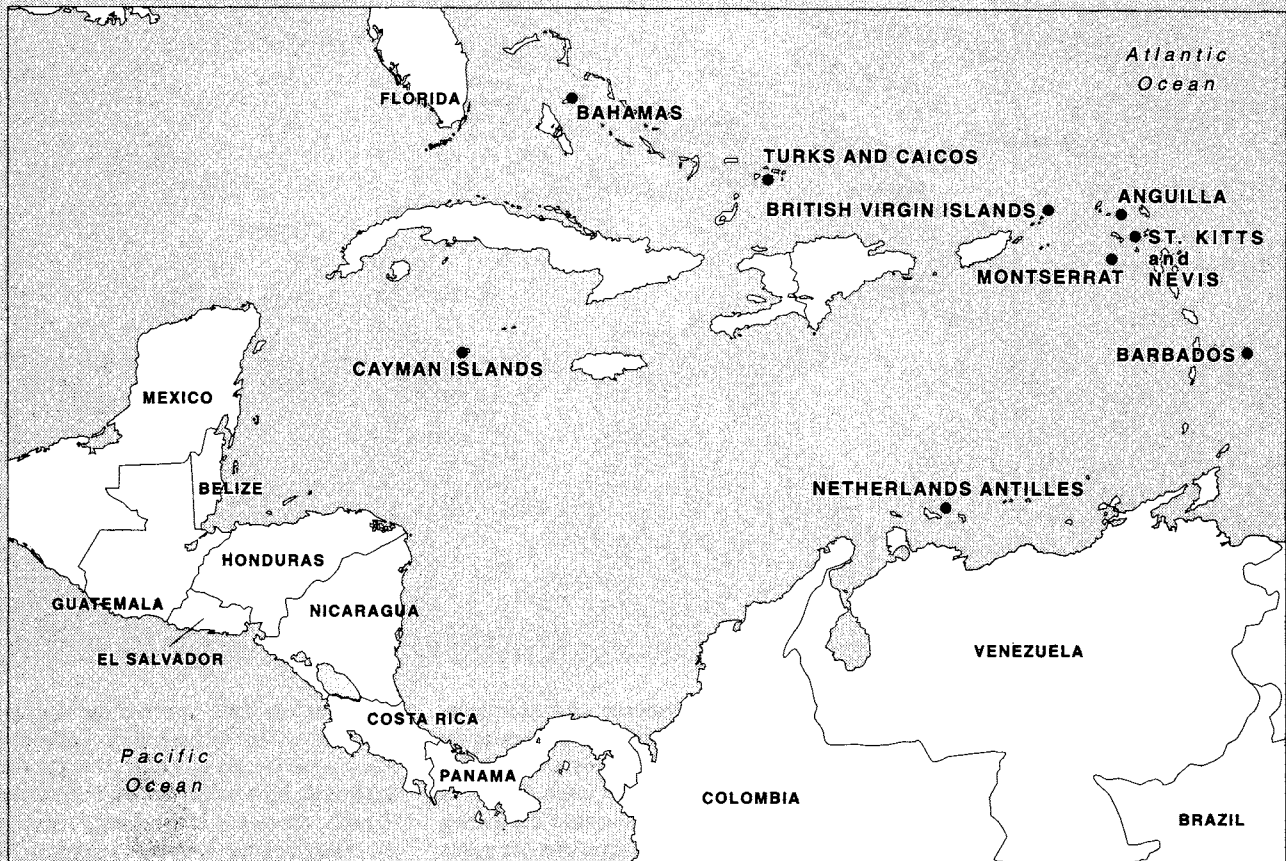 Atlantic
Ocean
FLORIDA
BAHAMAS
TURKS AND CAICOS
BRITISH VIRGIN ISLANDS
ANGUILLA
ST. KITTS
and
NEVIS
MONTSERRAT
CAYMAN ISLANDS
BARBADOS
MEXICO
BELIZE
NETHERLANDS ANTILLES
HONDURAS
GUATEMALA
NICARAGUA
EL SALVADOR
VENEZUELA
COSTA RICA
Pacific
Ocean
PANAMA
COLOMBIA
BRAZIL